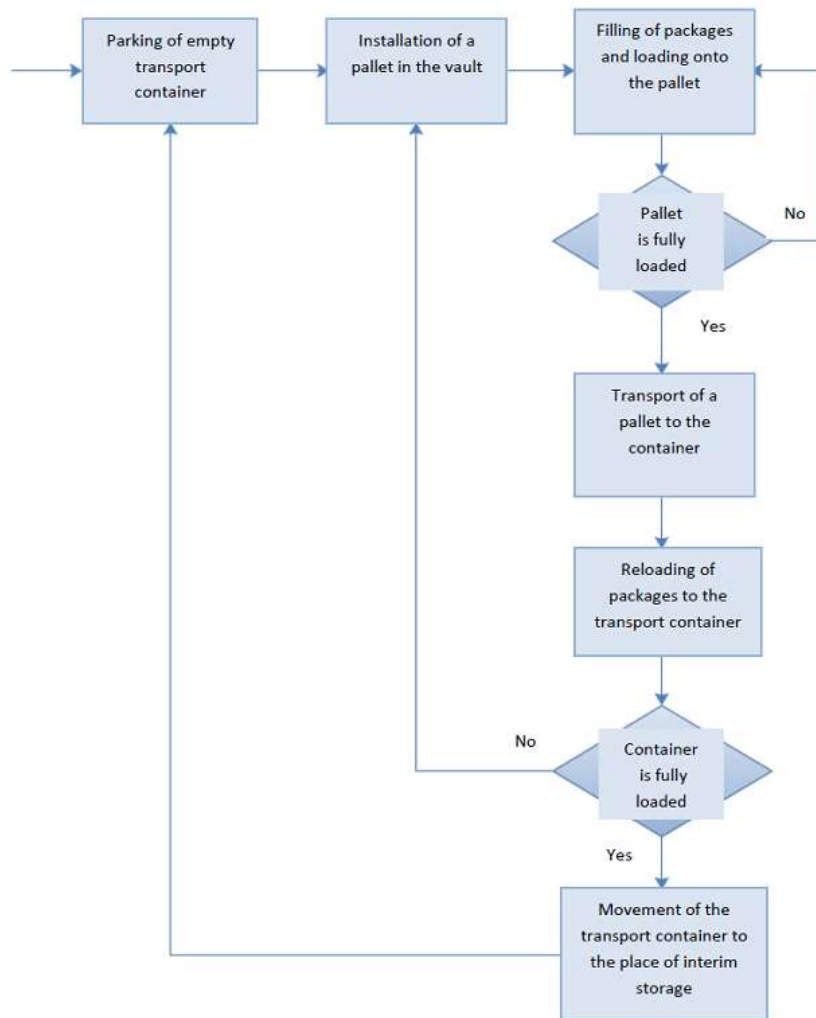 Parking of empty
transport
container
Installation of a
pallet in the vault
Filling of packages
and loading onto
the pallet
Pallet
is fully
loaded
No
Yes
Transport of a
pallet to the
container
Reloading of
packages to the
transport container
No
Container
is fully
loaded
Yes
Movement of the
transport container to
the place of interim
storage